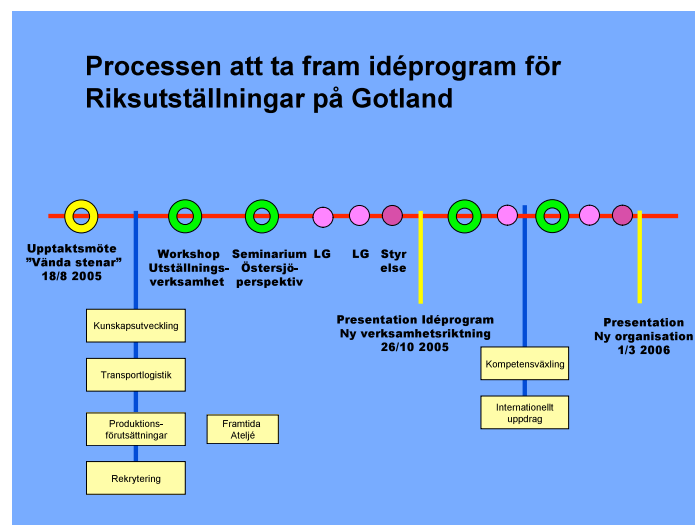 Processen att ta fram idéprogram för
Riksutställningar på Gotland
Upptaktsmöte
”Vända stenar”
18/8 2005
Workshop
Utställnings-
verksamhet
Seminarium
Östersjö-
perspektiv
LG
LG
Styr
else
Presentation Idéprogram
Ny verksamhetsriktning
26/10 2005
Presentation
Ny organisation
1/3 2006
Kunskapsutveckling
Transportlogistik
Produktions-
förutsättningar
Framtida
Ateljé
Rekrytering
Kompetensväxling
Internationellt
uppdrag